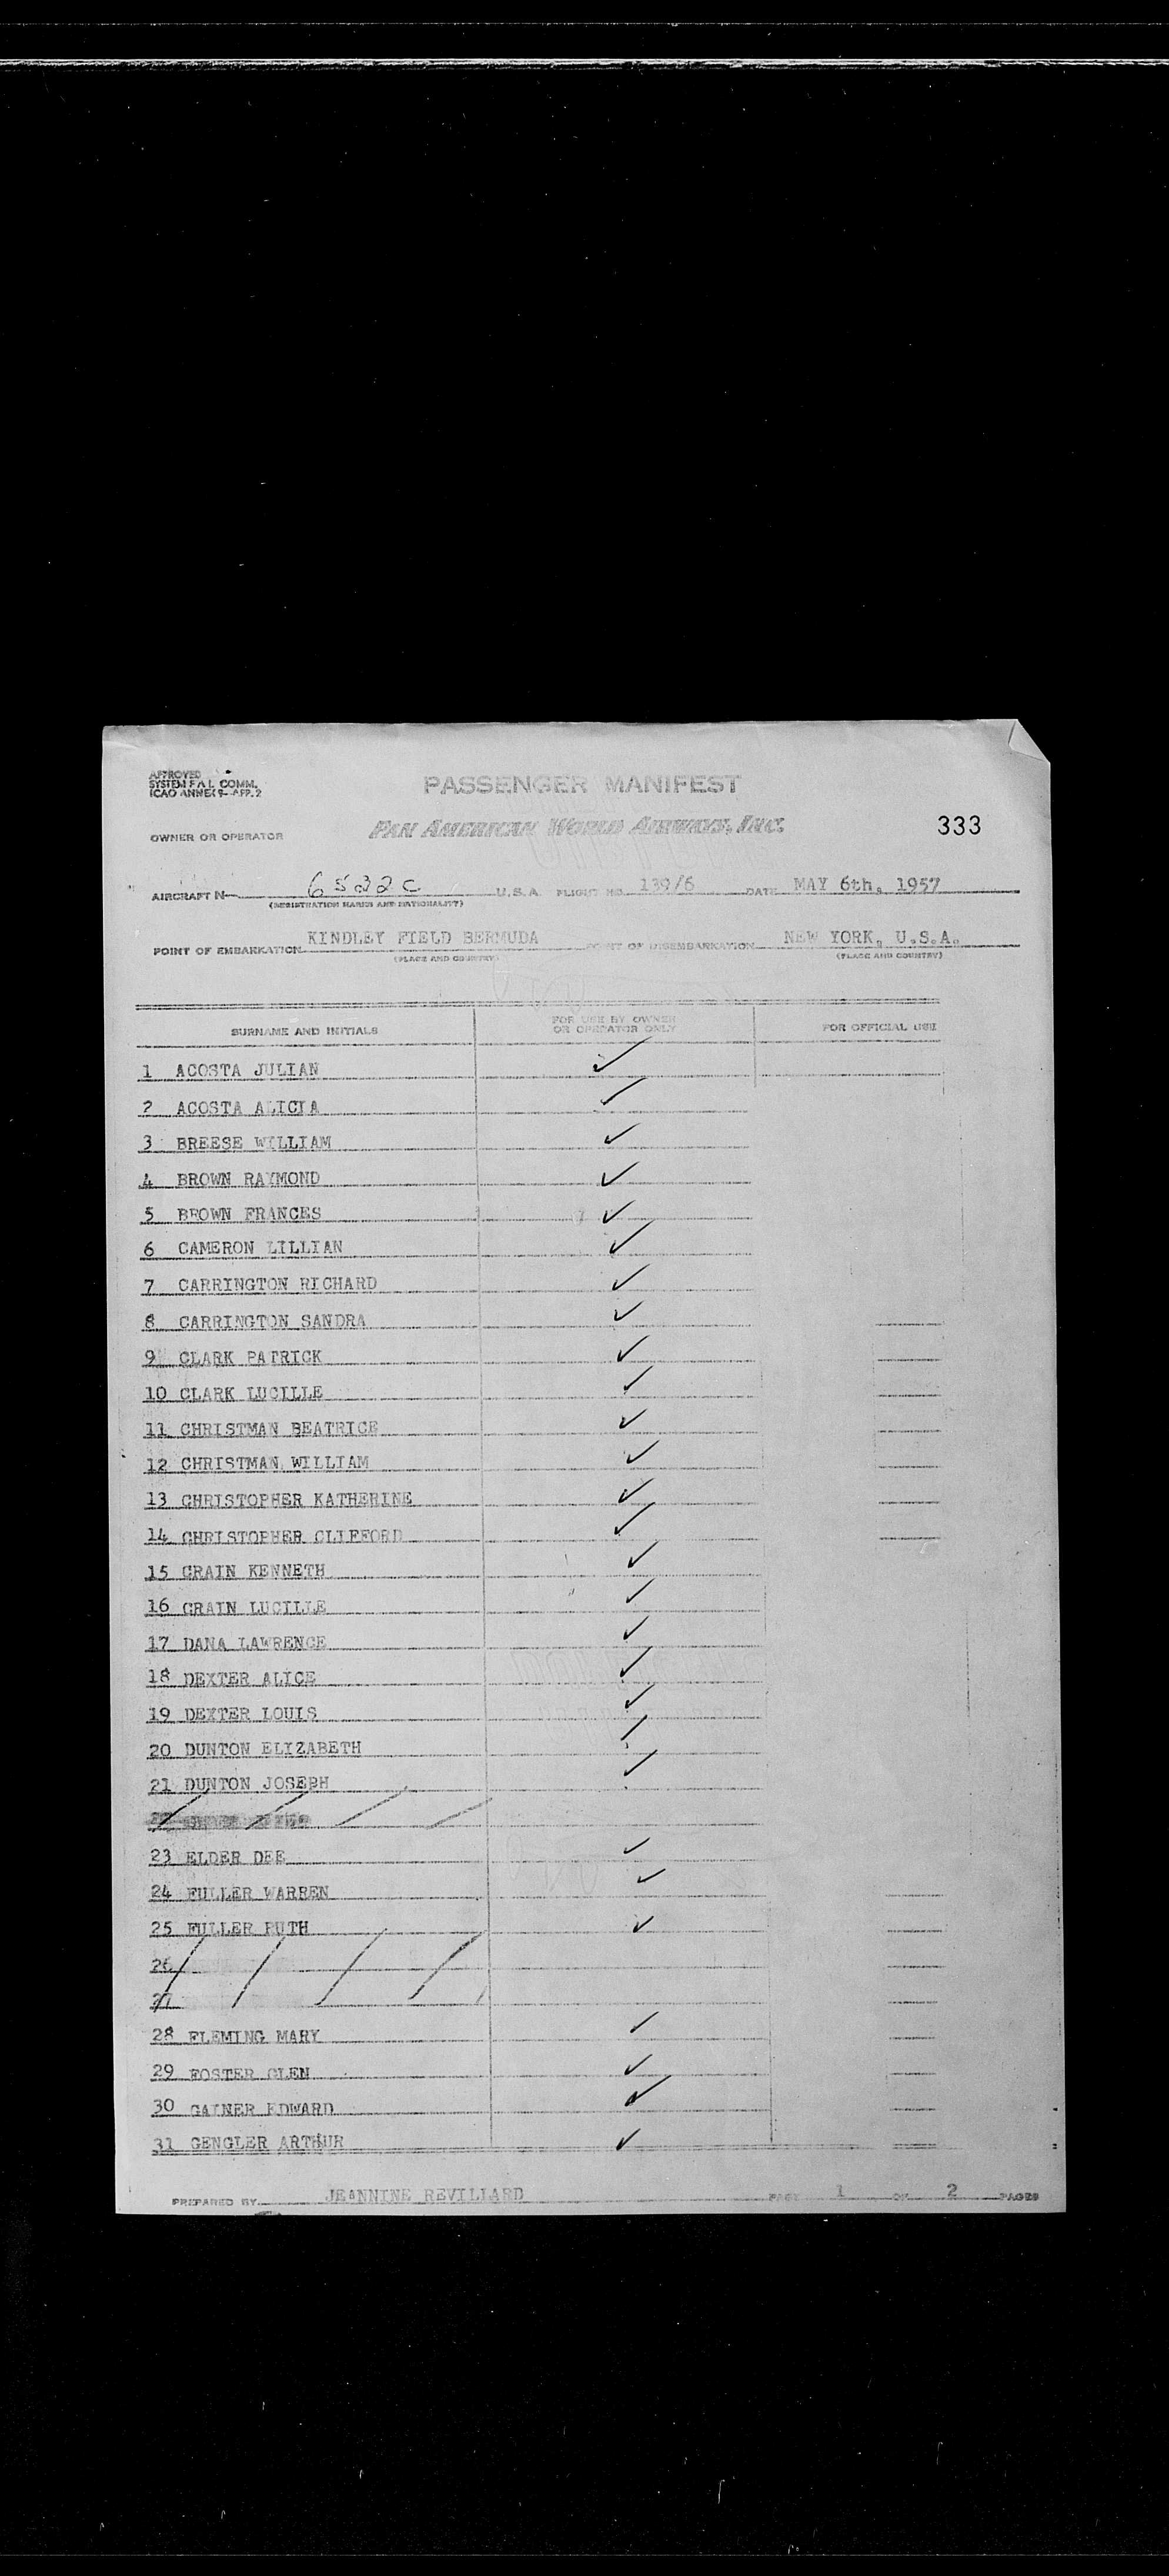 APPROVED
SYSTEM F A L COMM.
ICAO ANNEX 9- APP. 2
PASSENGER MANIFEST
OWNER OR OPERATOR
PAN AMERICAN WORLD AIRWAYS, INC.
333
AIRCRAFT N 6532C U.S.A. FLIGHT NO. 139/6 DATE MAY 6th, 1957
(REGISTRATION MARKS AND NATIONALITY)
POINT OF EMBARKATION KINDLEY FIELD BERMUDA POINT OF DISEMBARKATION NEW YORK, U.S.A.
(PLACE AND COUNTRY) (PLACE AND COUNTRY)
SURNAME AND INITIALS
FOR USE BY OWNER
OR OPERATOR ONLY
FOR OFFICIAL USE
1 ACOSTA JULIAN
2 ACOSTA ALICIA
3 BREESE WILLIAM
4 BROWN RAYMOND
5 BROWN FRANCES
6 CAMERON LILLIAN
7 CARRINGTON RICHARD
8 CARRINGTON SANDRA
9 CLARK PATRICK
10 CLARK LUCILLE
11 CHRISTMAN BEATRICE
12 CHRISTMAN WILLIAM
13 CHRISTOPHER KATHERINE
14 CHRISTOPHER CLIFFORD
15 CRAIN KENNETH
16 CRAIN LUCILLE
17 DANA LAWRENCE
18 DEXTER ALICE
19 DEXTER LOUIS
20 DUNTON ELIZABETH
21 DUNTON JOSEPH
22
23 ELDER DEE
24 FULLER WARREN
25 FULLER RUTH
26
27
28 FLEMING MARY
29 FOSTER GLEN
30 GAINER EDWARD
31 GENGLER ARTHUR
PREPARED BY JEANNINE REVILLARD PAGE 1 OF 2 PAGES